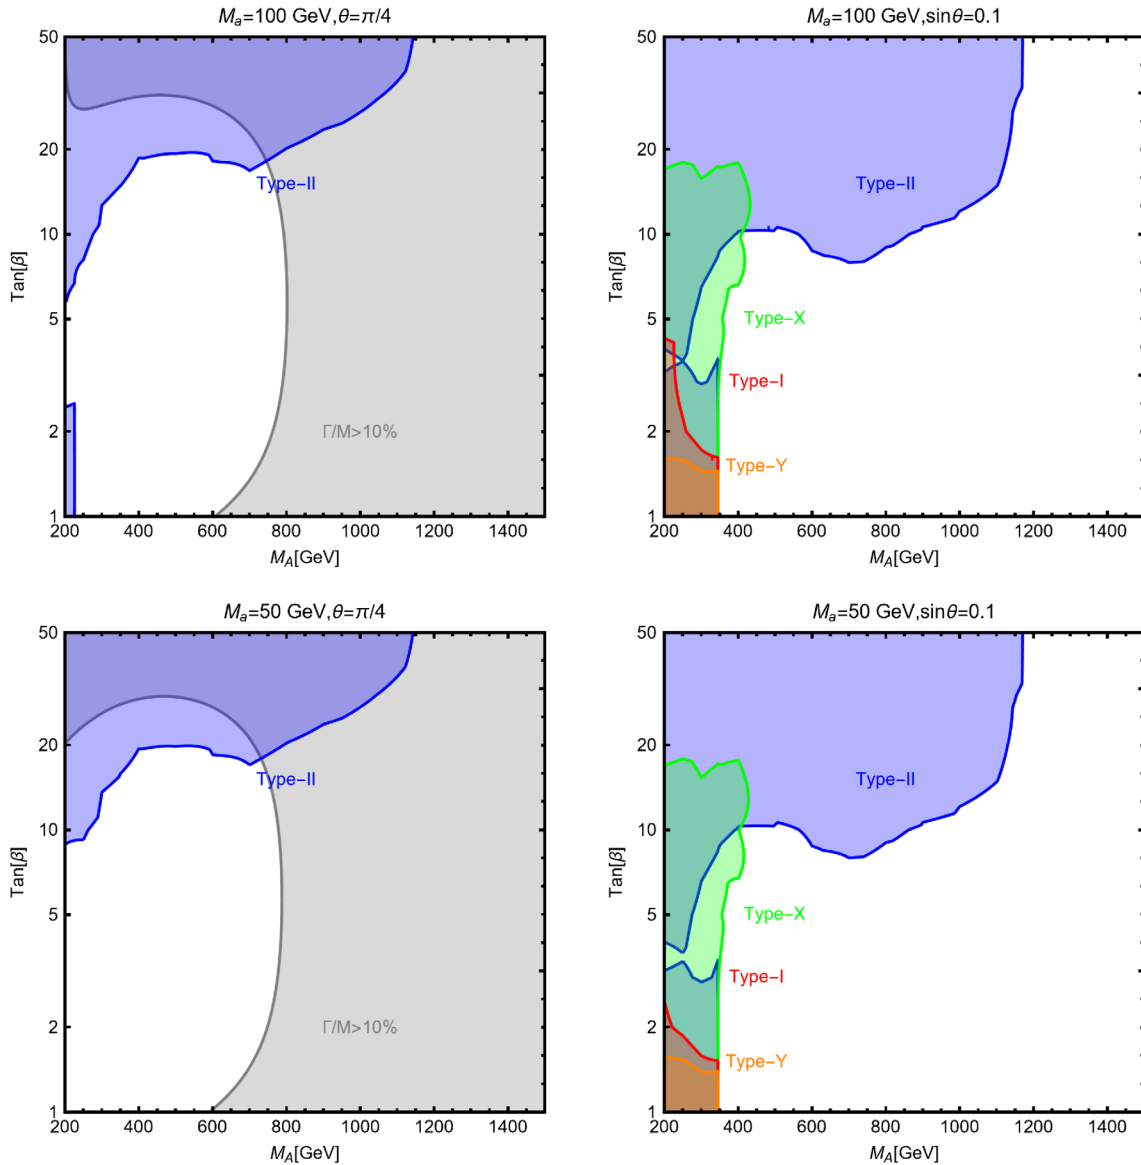 Mₐ=100 GeV,θ=π/4
50
20
10
5
2
1
Tan[β]
Type-II
Γ/M>10%
200 400 600 800 1000 1200 1400
M_A[GeV]
Mₐ=100 GeV,sinθ=0.1
50
20
10
5
2
1
Tan[β]
Type-II
Type-X
Type-I
Type-Y
200 400 600 800 1000 1200 1400
M_A[GeV]
Mₐ=50 GeV,θ=π/4
50
20
10
5
2
1
Tan[β]
Type-II
Γ/M>10%
200 400 600 800 1000 1200 1400
M_A[GeV]
Mₐ=50 GeV,sinθ=0.1
50
20
10
5
2
1
Tan[β]
Type-II
Type-X
Type-I
Type-Y
200 400 600 800 1000 1200 1400
M_A[GeV]